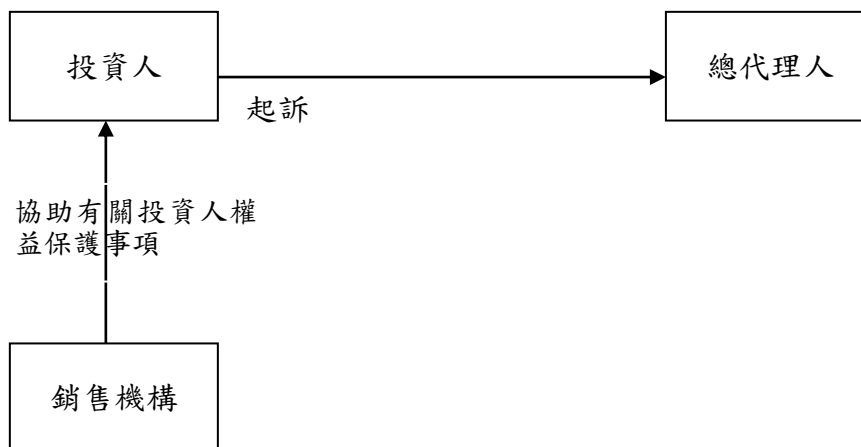 投資人
總代理人
起訴
協助有關投資人權
益保護事項
銷售機構